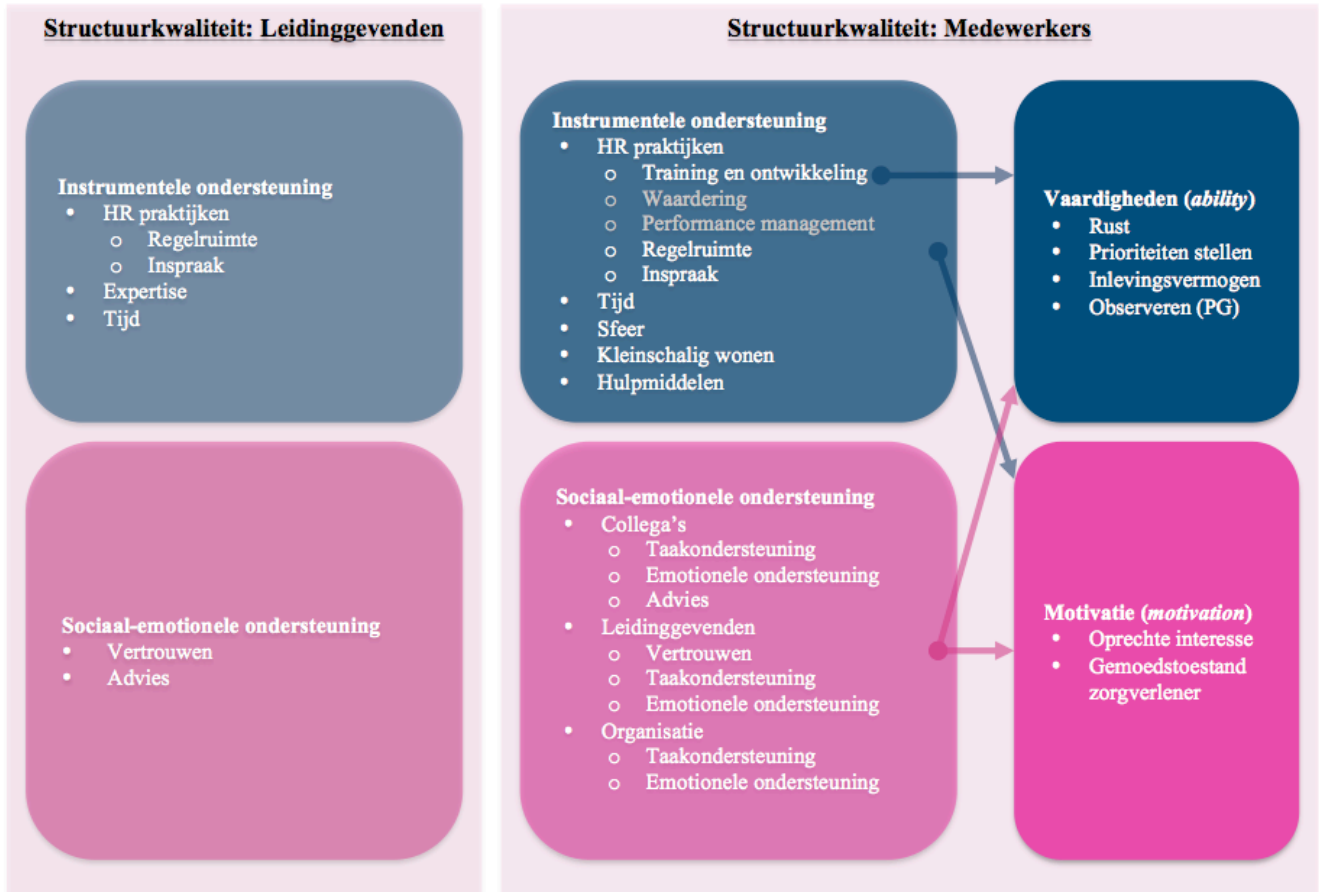 Structuurkwaliteit: Leidinggevenden
Instrumentele ondersteuning
• HR praktijken
o Regelruimte
o Inspraak
• Expertise
• Tijd
Sociaal-emotionele ondersteuning
• Vertrouwen
• Advies
Structuurkwaliteit: Medewerkers
Instrumentele ondersteuning
• HR praktijken
o Training en ontwikkeling
o Waardering
o Performance management
o Regelruimte
o Inspraak
• Tijd
• Sfeer
• Kleinschalig wonen
• Hulpmiddelen
Sociaal-emotionele ondersteuning
• Collega's
o Taakondersteuning
o Emotionele ondersteuning
o Advies
• Leidinggevenden
o Vertrouwen
o Taakondersteuning
o Emotionele ondersteuning
• Organisatie
o Taakondersteuning
o Emotionele ondersteuning
Vaardigheden (ability)
• Rust
• Prioriteiten stellen
• Inlevingsvermogen
• Observeren (PG)
Motivatie (motivation)
• Oprechte interesse
• Gemoedstoestand
zorgverlener